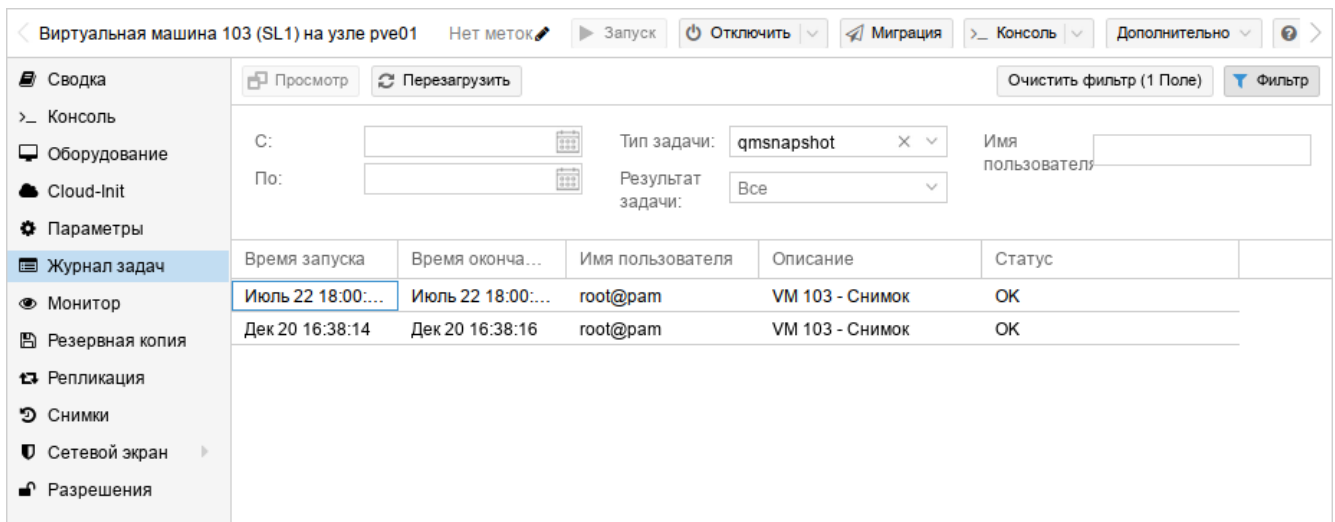 Виртуальная машина 103 (SL1) на узле pve01 Нет меток Запуск Отключить Миграция >_ Консоль Дополнительно
Сводка
>_ Консоль
Оборудование
Cloud-Init
Параметры
Журнал задач
Монитор
Резервная копия
Репликация
Снимки
Сетевой экран
Разрешения
Просмотр Перезагрузить Очистить фильтр (1 Поле) Фильтр
С: Тип задачи: qmsnapshot Имя пользователя
По: Результат задачи: Все
Время запуска Время оконча... Имя пользователя Описание Статус
Июль 22 18:00:... Июль 22 18:00:... root@pam VM 103 - Снимок OK
Дек 20 16:38:14 Дек 20 16:38:16 root@pam VM 103 - Снимок OK